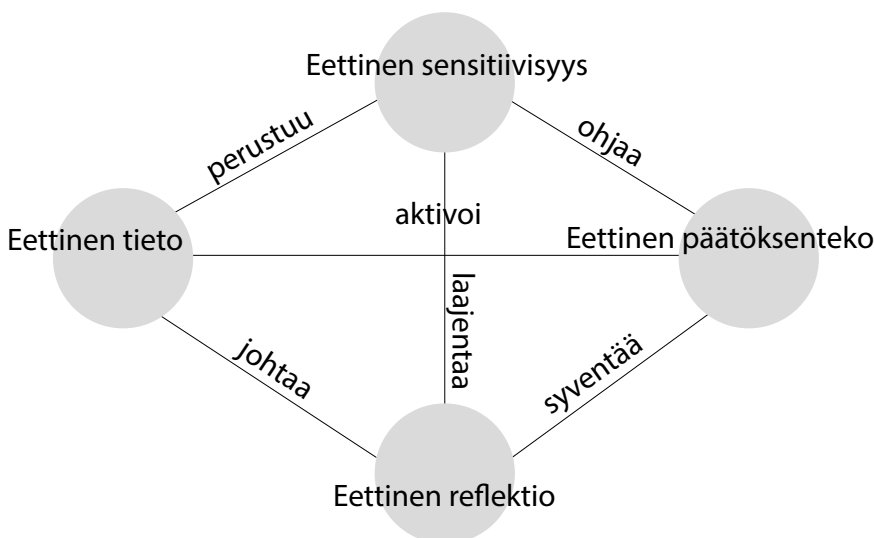 Eettinen sensitiivisyys
perustuu
ohjaa
aktivoi
Eettinen tieto
Eettinen päätöksenteko
laajentaa
johtaa
syventää
Eettinen reflektio